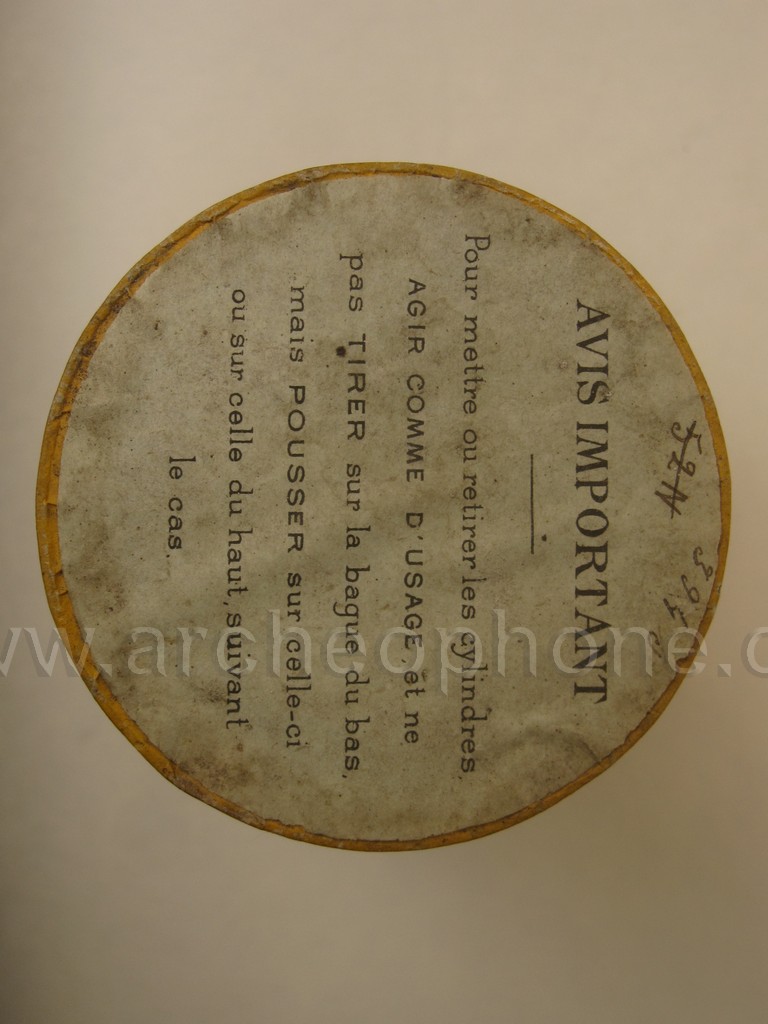 AVIS IMPORTANT
Pour mettre ou retirer les cylindres,
AGIR COMME D'USAGE, et ne
pas TIRER sur la bague du bas,
mais POUSSER sur celle-ci
ou sur celle du haut, suivant
le cas.
www.archeophone.c